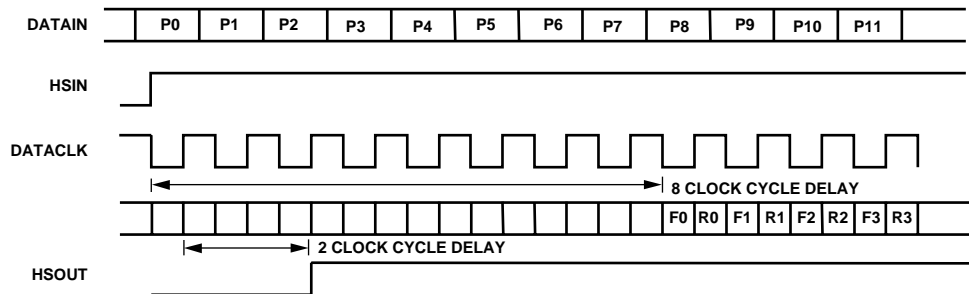 DATAIN P0 P1 P2 P3 P4 P5 P6 P7 P8 P9 P10 P11
HSIN
DATACLK
8 CLOCK CYCLE DELAY
F0 R0 F1 R1 F2 R2 F3 R3
2 CLOCK CYCLE DELAY
HSOUT